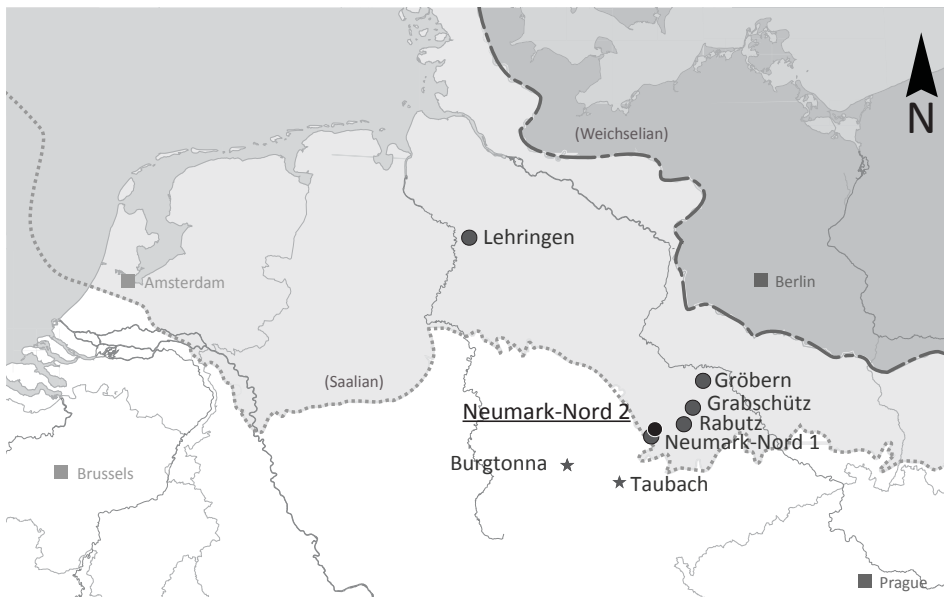 N
(Weichselian)
Lehringen
Amsterdam
Berlin
(Saalian)
Gröbern
Grabschütz
Neumark-Nord 2
Rabutz
Neumark-Nord 1
Burgtonna
Brussels
Taubach
Prague